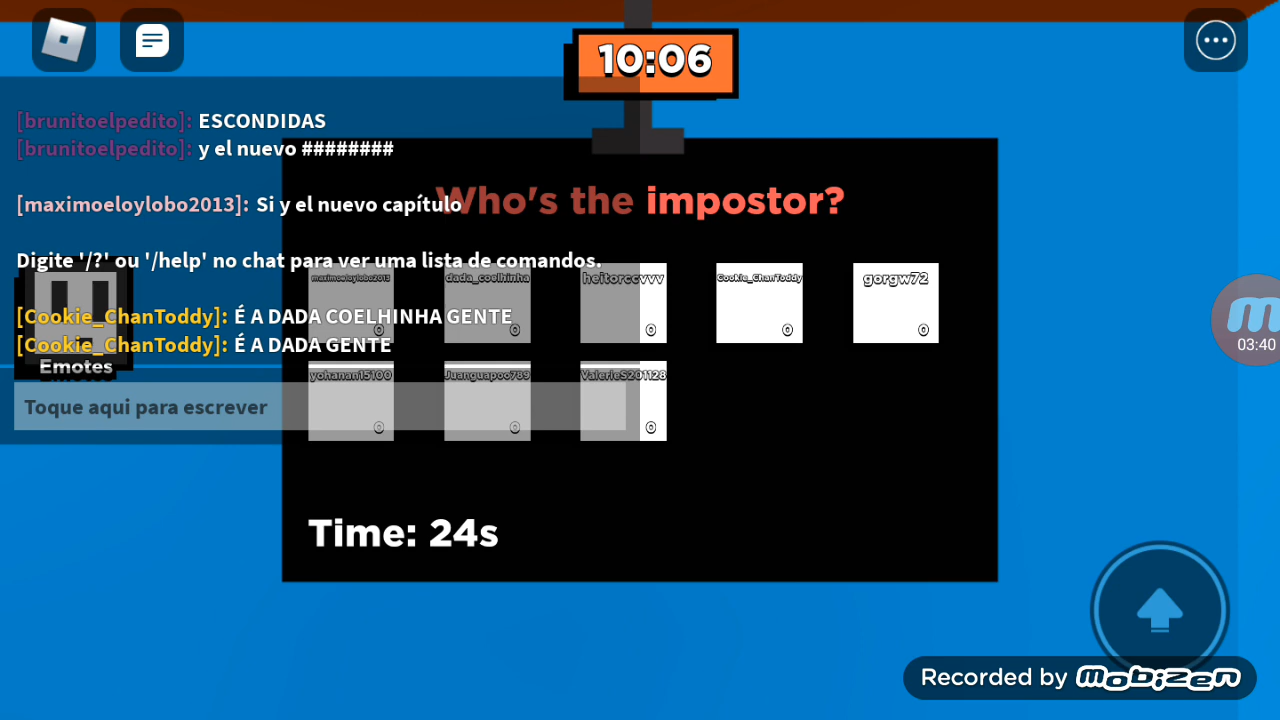 10:06
[brunitoelpedito]: ESCONDIDAS
[brunitoelpedito]: y el nuevo ########
[maximoeloylobo2013]: Si y el nuevo capítulo
Who's the impostor?
Digite '/?' ou '/help' no chat para ver uma lista de comandos.
maximoeloylobo2013 dada_coelhinha heitorccvvv Cookie_ChanToddy gorgw72
[Cookie_ChanToddy]: É A DADA COELHINHA GENTE
0 0 0 0 0
[Cookie_ChanToddy]: É A DADA GENTE
03:40
Emotes
yohanan15100 Juanguapoo789 ValerieS201128
Toque aqui para escrever
0 0 0
Time: 24s
Recorded by mobizen